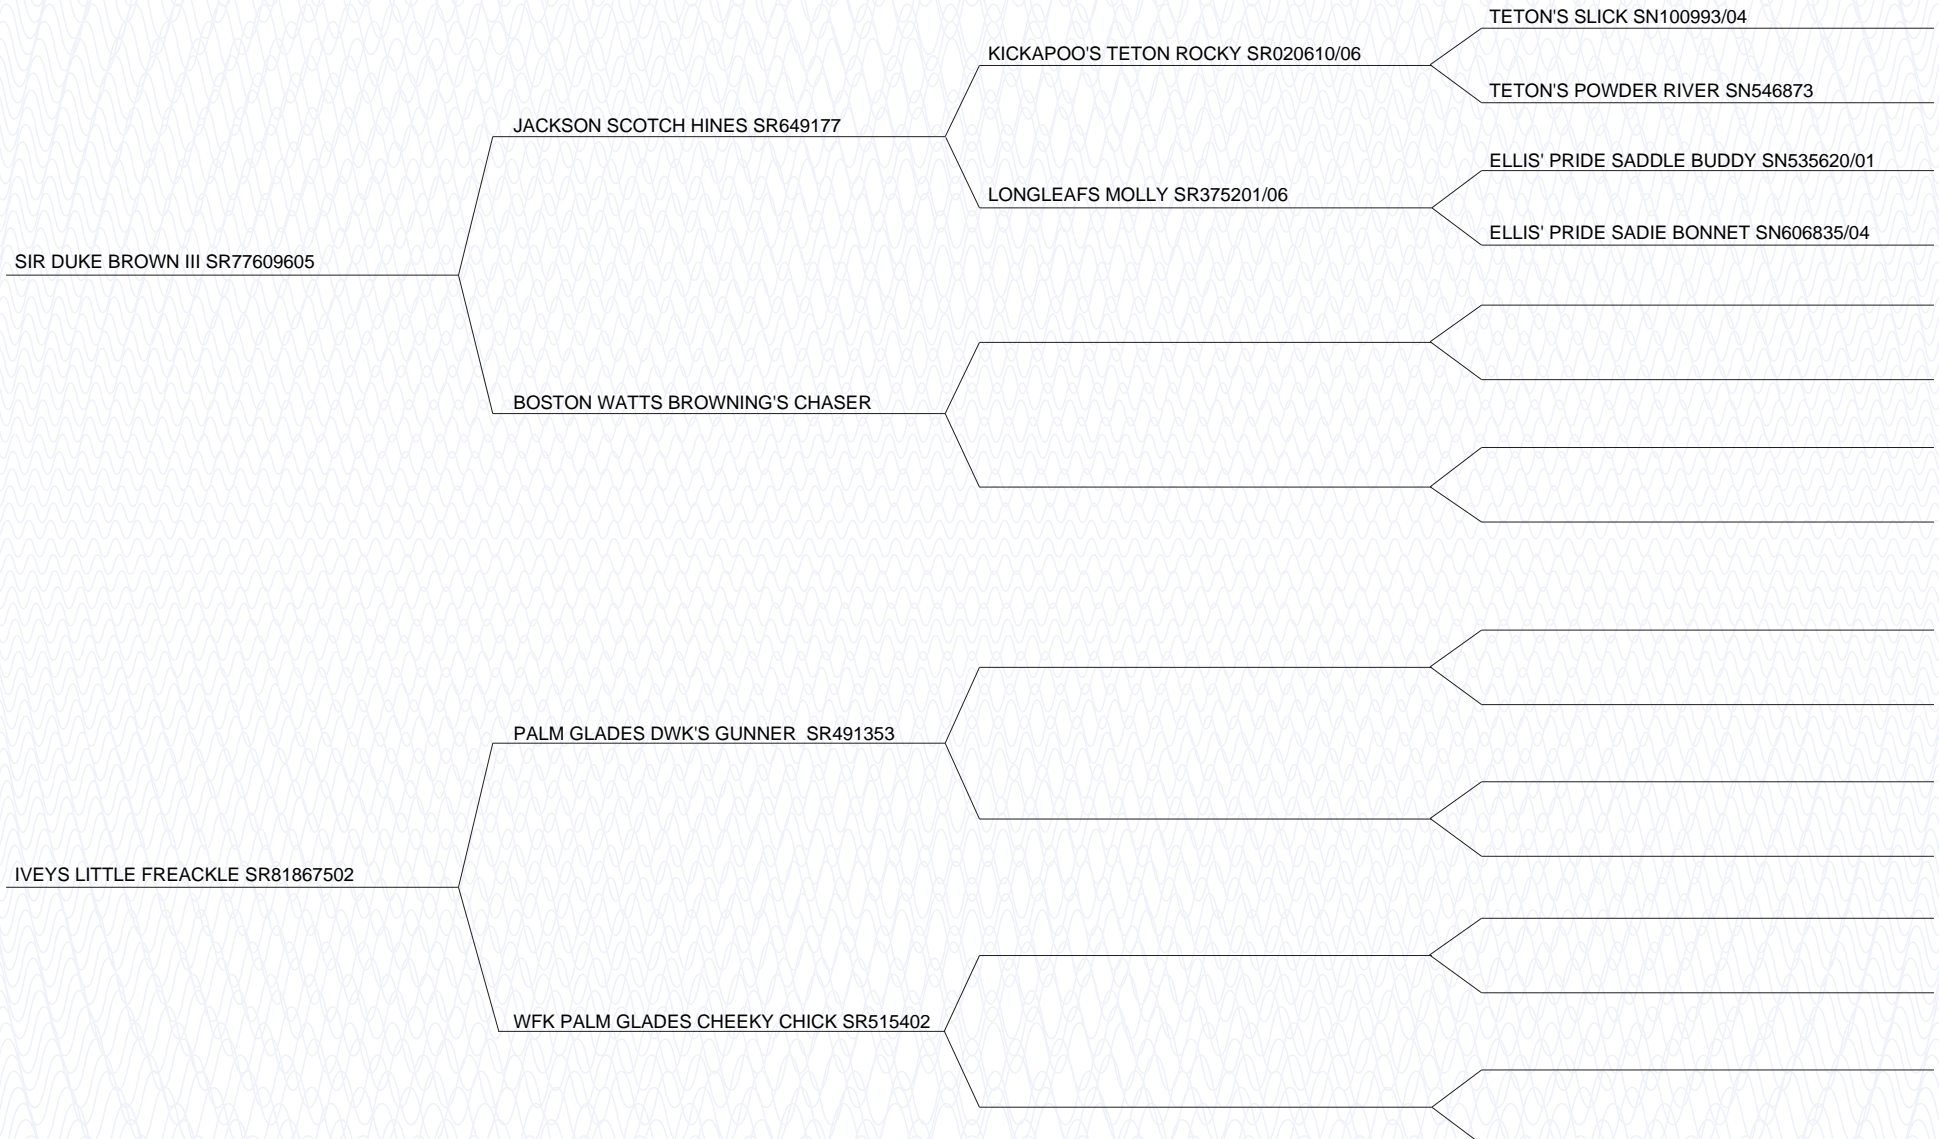 TETON'S SLICK SN100993/04
KICKAPOO'S TETON ROCKY SR020610/06
TETON'S POWDER RIVER SN546873
JACKSON SCOTCH HINES SR649177
ELLIS' PRIDE SADDLE BUDDY SN535620/01
LONGLEAFS MOLLY SR375201/06
ELLIS' PRIDE SADIE BONNET SN606835/04
SIR DUKE BROWN III SR77609605
BOSTON WATTS BROWNING'S CHASER
PALM GLADES DWK'S GUNNER  SR491353
IVEYS LITTLE FREACKLE SR81867502
WFK PALM GLADES CHEEKY CHICK SR515402